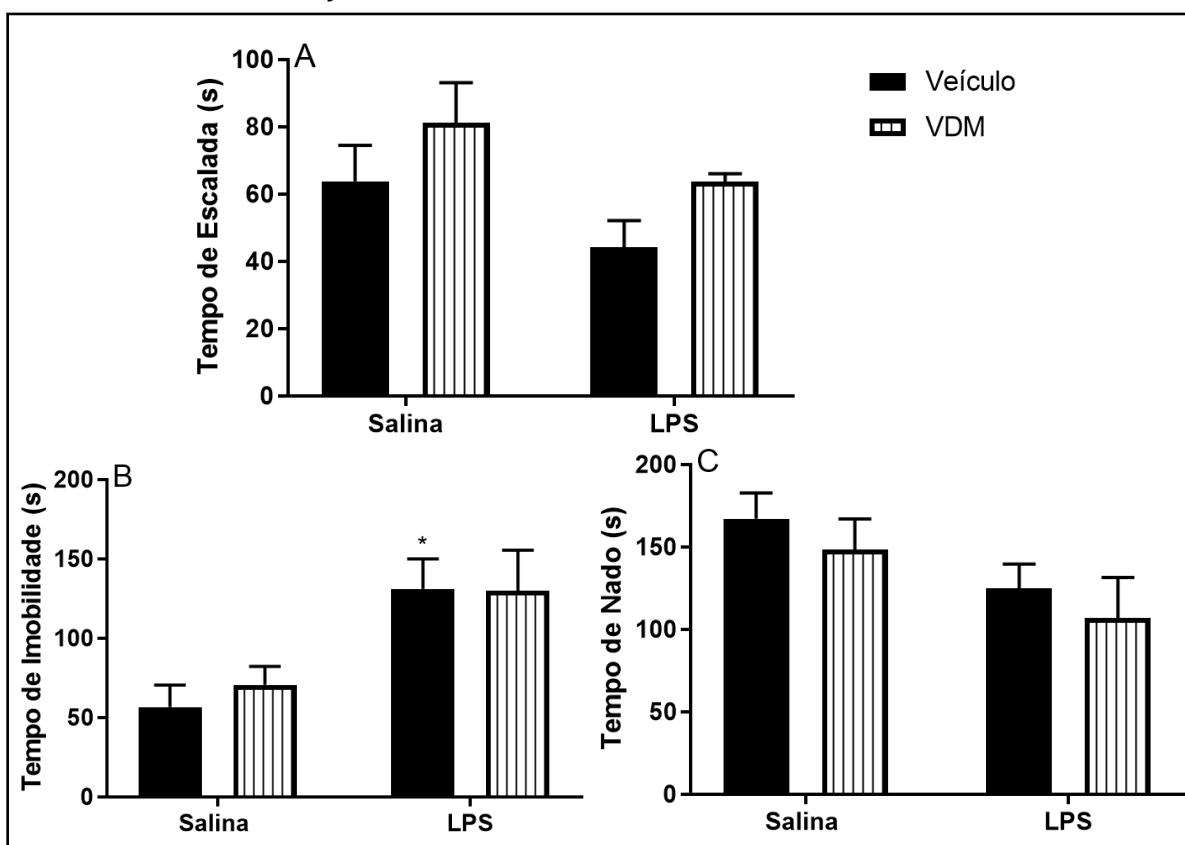 A
Tempo de Escalada (s)
100
80
60
40
20
0
Salina
LPS
Veículo
VDM
B
Tempo de Imobilidade (s)
200
150
100
50
0
Salina
LPS
*
C
Tempo de Nado (s)
200
150
100
50
0
Salina
LPS